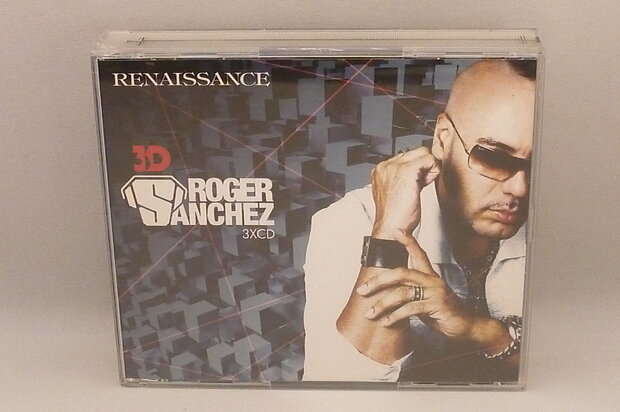 RENAISSANCE
3D
ROGER
SANCHEZ
3XCD